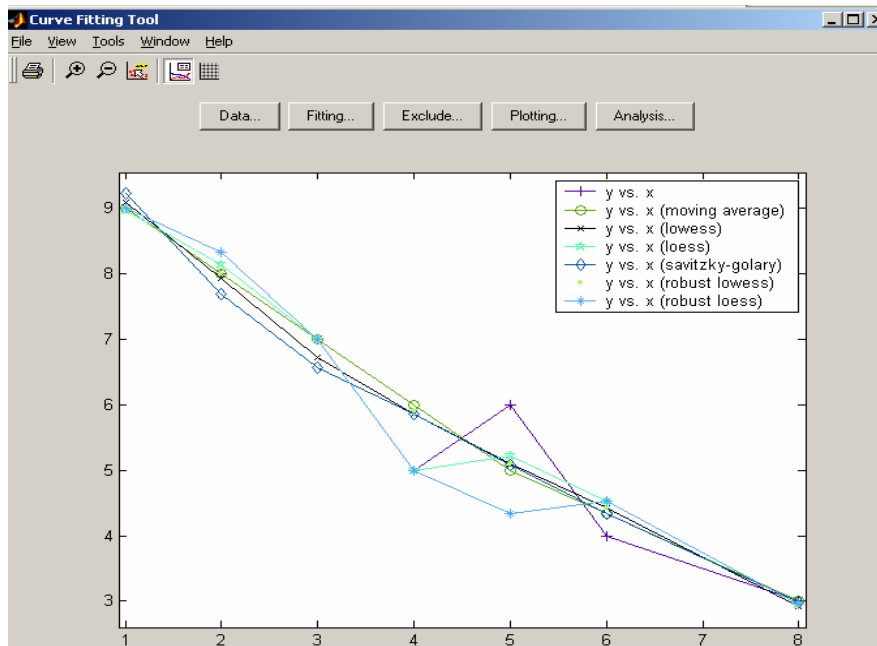 Curve Fitting Tool
File View Tools Window Help
Data... Fitting... Exclude... Plotting... Analysis...
y vs. x
y vs. x (moving average)
y vs. x (lowess)
y vs. x (loess)
y vs. x (savitzky-golary)
y vs. x (robust lowess)
y vs. x (robust loess)
9
8
7
6
5
4
3
1 2 3 4 5 6 7 8